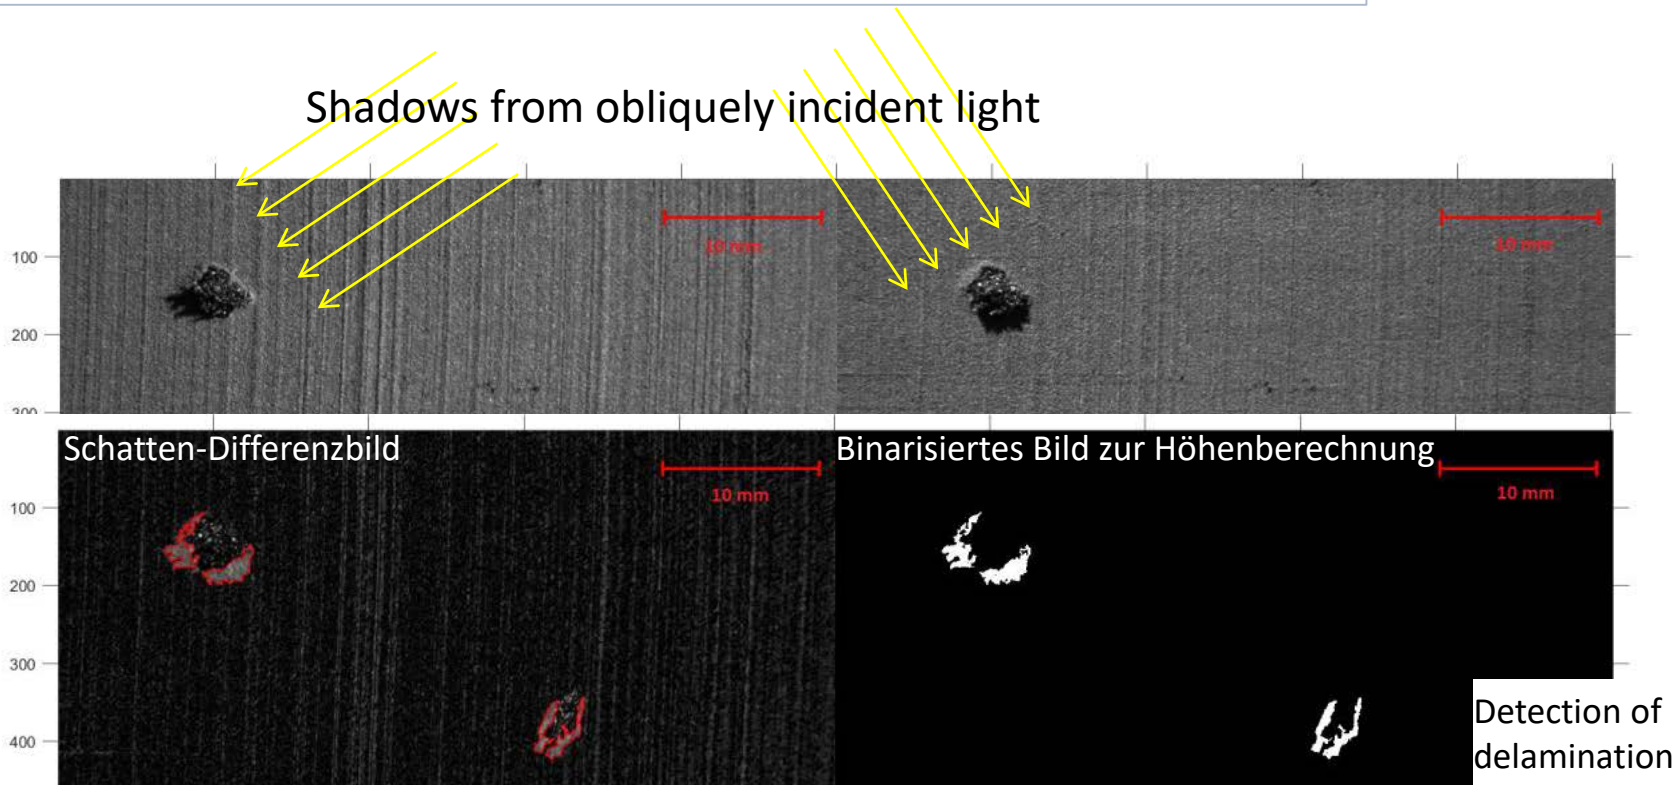 Shadows from obliquely incident light
10 mm
10 mm
100
200
300
Schatten-Differenzbild
Binarisiertes Bild zur Höhenberechnung
10 mm
10 mm
100
200
300
400
Detection of
delamination